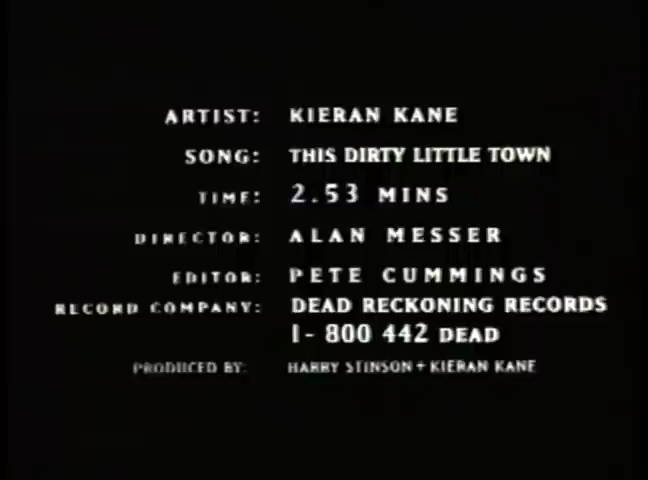 ARTIST: KIERAN KANE
SONG: THIS DIRTY LITTLE TOWN
TIME: 2.53 MINS
DIRECTOR: ALAN MESSER
EDITOR: PETE CUMMINGS
RECORD COMPANY: DEAD RECKONING RECORDS
1- 800 442 DEAD
PRODUCED BY: HARRY STINSON + KIERAN KANE